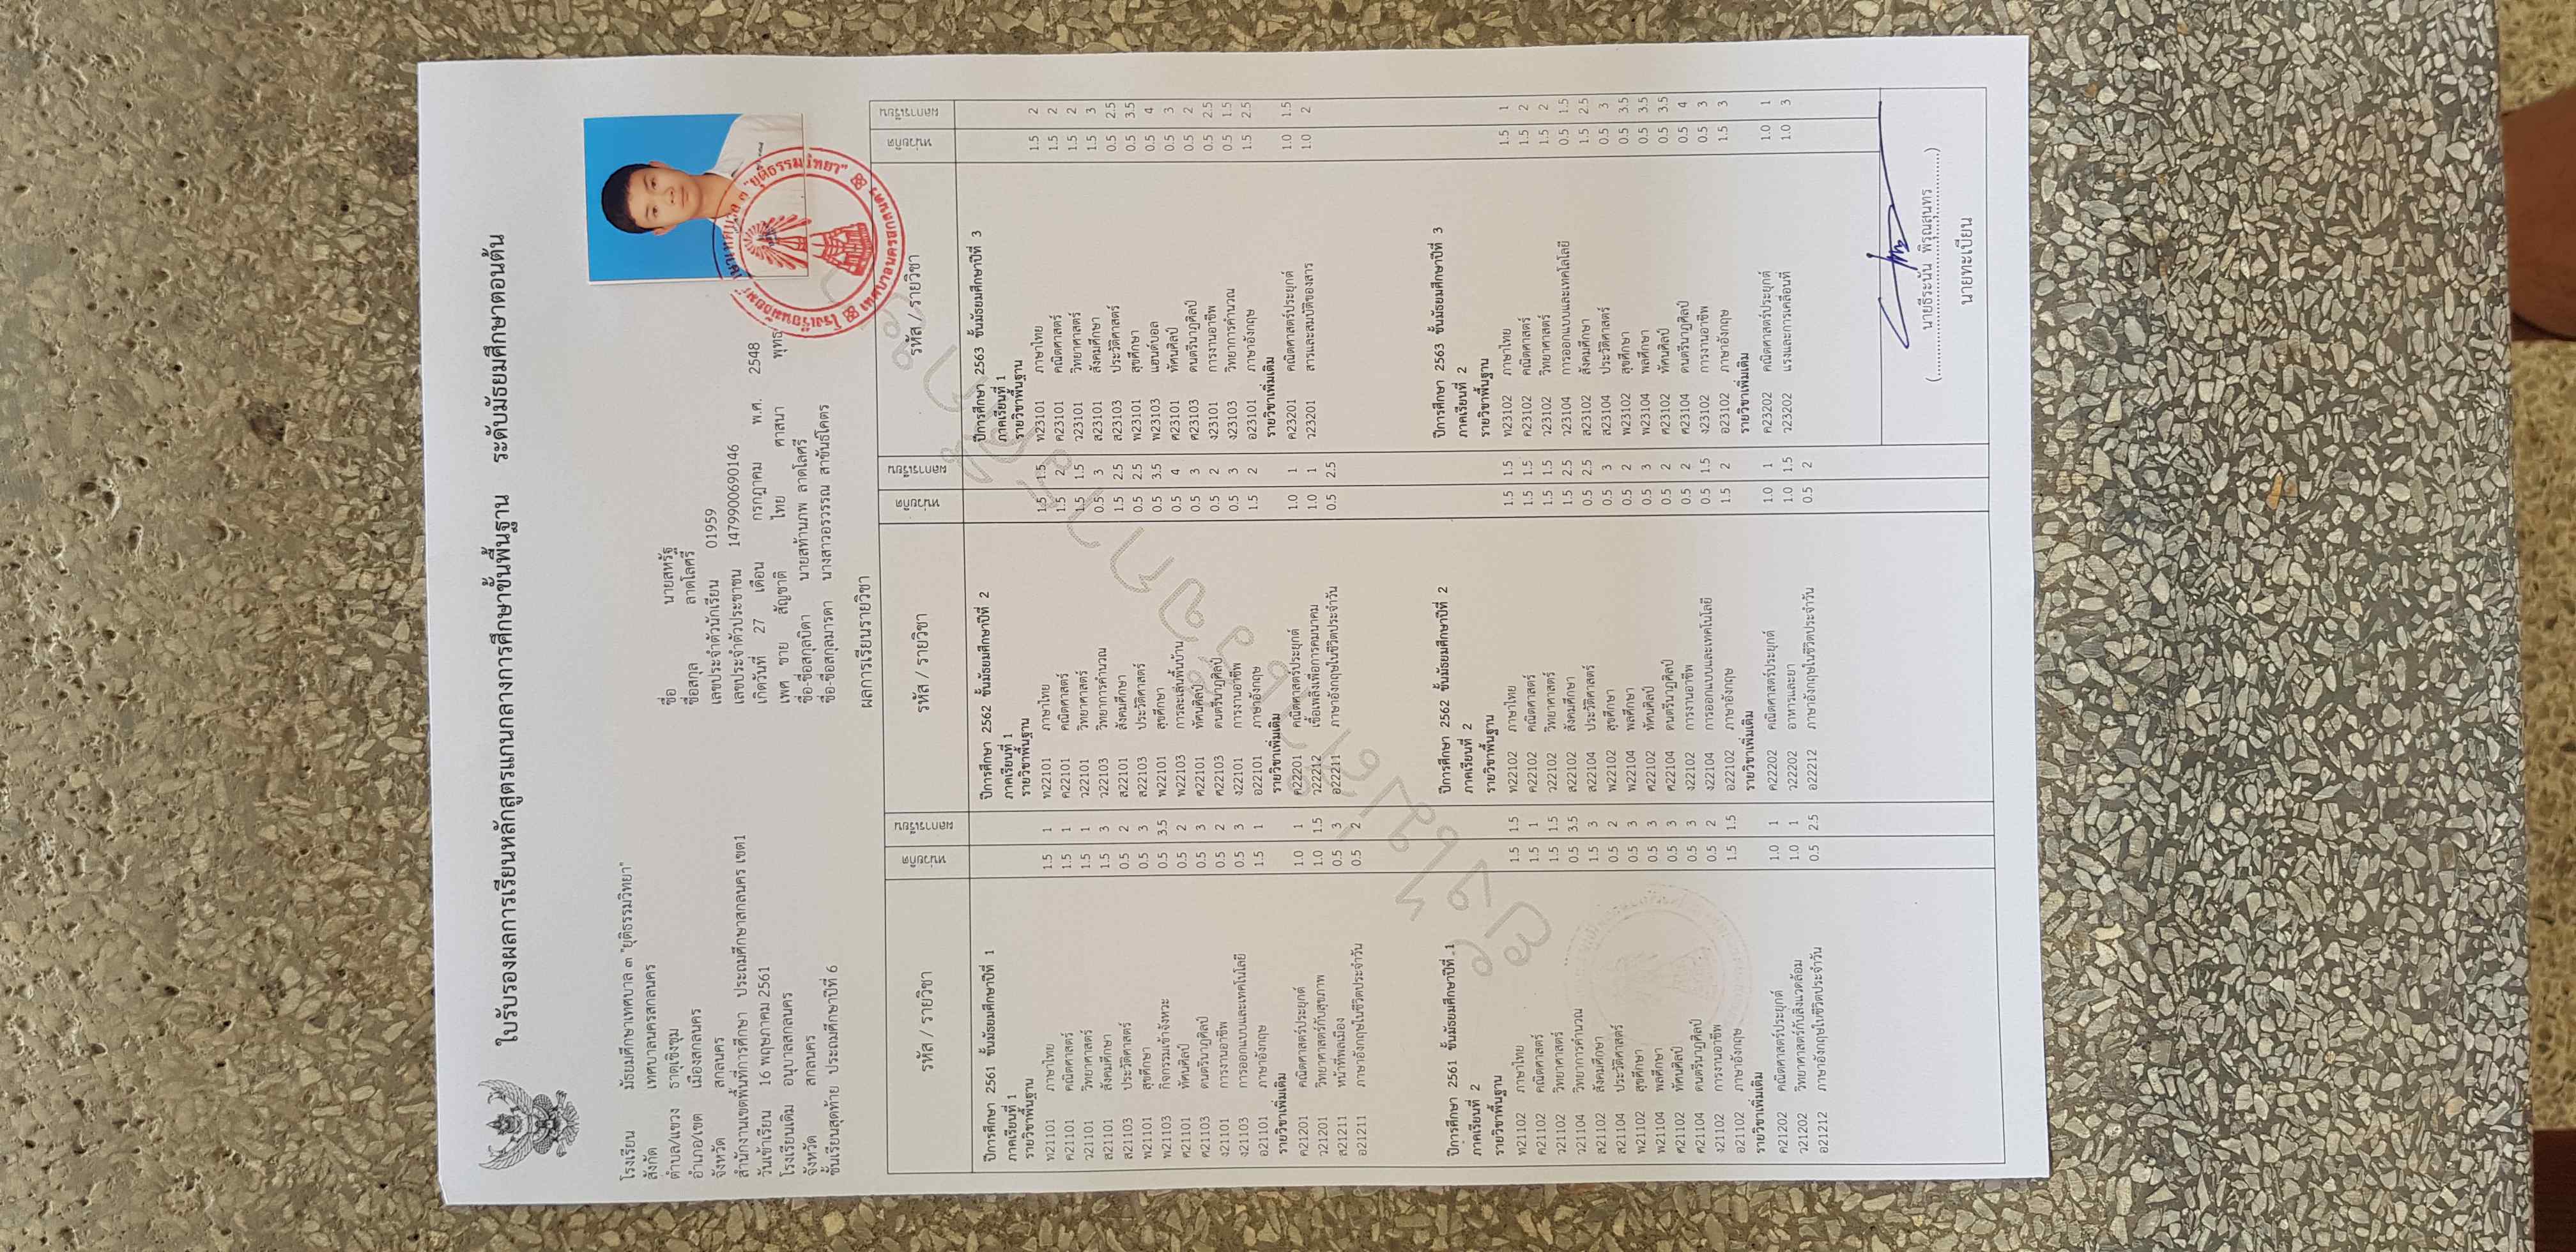 ใบรับรองผลการเรียนหลักสูตรแกนกลางการศึกษาขั้นพื้นฐาน ระดับมัธยมศึกษาตอนต้น
โรงเรียน มัธยมศึกษาเทศบาล ๓ "ยุติธรรมวิทยา"
สังกัด เทศบาลนครสกลนคร
ตำบล/แขวง ธาตุเชิงชุม
อำเภอ/เขต เมืองสกลนคร
จังหวัด สกลนคร
สำนักงานเขตพื้นที่การศึกษา ประถมศึกษาสกลนคร เขต1
วันเข้าเรียน 16 พฤษภาคม 2561
โรงเรียนเดิม อนุบาลสกลนคร
จังหวัด สกลนคร
ชั้นเรียนสุดท้าย ประถมศึกษาปีที่ 6
ชื่อ นายสหรัฐ
ชื่อสกุล ลาดโลศรี
เลขประจำตัวนักเรียน 01959
เลขประจำตัวประชาชน 1479900690146
เกิดวันที่ 27 เดือน กรกฎาคม พ.ศ. 2548
เพศ ชาย สัญชาติ ไทย ศาสนา พุทธ
ชื่อ-ชื่อสกุลบิดา นายสท้านภพ ลาดโลศรี
ชื่อ-ชื่อสกุลมารดา นางสาวอรวรรณ สาขันธ์โคตร
ผลการเรียนรายวิชา
รหัส / รายวิชา หน่วยกิต ผลการเรียน
ปีการศึกษา 2561 ชั้นมัธยมศึกษาปีที่ 1
ภาคเรียนที่ 1
รายวิชาพื้นฐาน
ท21101 ภาษาไทย 1.5 1
ค21101 คณิตศาสตร์ 1.5 1
ว21101 วิทยาศาสตร์ 1.5 1
ส21101 สังคมศึกษา 1.5 3
ส21103 ประวัติศาสตร์ 0.5 2
พ21101 สุขศึกษา 0.5 3
พ21103 กิจกรรมเข้าจังหวะ 0.5 3.5
ศ21101 ทัศนศิลป์ 0.5 2
ศ21103 ดนตรีนาฏศิลป์ 0.5 3
ง21101 การงานอาชีพ 0.5 2
ง21103 การออกแบบและเทคโนโลยี 0.5 3
อ21101 ภาษาอังกฤษ 1.5 1
รายวิชาเพิ่มเติม
ค21201 คณิตศาสตร์ประยุกต์ 1.0 1
ว21201 วิทยาศาสตร์กับสุขภาพ 1.0 1.5
ส21211 หน้าที่พลเมือง 0.5 3
อ21211 ภาษาอังกฤษในชีวิตประจำวัน 0.5 2
ปีการศึกษา 2561 ชั้นมัธยมศึกษาปีที่ 1
ภาคเรียนที่ 2
รายวิชาพื้นฐาน
ท21102 ภาษาไทย 1.5 1.5
ค21102 คณิตศาสตร์ 1.5 1
ว21102 วิทยาศาสตร์ 1.5 1.5
ว21104 วิทยาการคำนวณ 0.5 3.5
ส21102 สังคมศึกษา 1.5 3
ส21104 ประวัติศาสตร์ 0.5 2
พ21102 สุขศึกษา 0.5 3
พ21104 พลศึกษา 0.5 3
ศ21102 ทัศนศิลป์ 0.5 3
ศ21104 ดนตรีนาฏศิลป์ 0.5 3
ง21102 การงานอาชีพ 0.5 2
อ21102 ภาษาอังกฤษ 1.5 1.5
รายวิชาเพิ่มเติม
ค21202 คณิตศาสตร์ประยุกต์ 1.0 1
ว21202 วิทยาศาสตร์กับสิ่งแวดล้อม 1.0 1
อ21212 ภาษาอังกฤษในชีวิตประจำวัน 0.5 2.5
รหัส / รายวิชา หน่วยกิต ผลการเรียน
ปีการศึกษา 2562 ชั้นมัธยมศึกษาปีที่ 2
ภาคเรียนที่ 1
รายวิชาพื้นฐาน
ท22101 ภาษาไทย 1.5 1.5
ค22101 คณิตศาสตร์ 1.5 2
ว22101 วิทยาศาสตร์ 1.5 1.5
ว22103 วิทยาการคำนวณ 0.5 3
ส22101 สังคมศึกษา 1.5 2.5
ส22103 ประวัติศาสตร์ 0.5 2.5
พ22101 สุขศึกษา 0.5 3.5
พ22103 การละเล่นพื้นบ้าน 0.5 4
ศ22101 ทัศนศิลป์ 0.5 3
ศ22103 ดนตรีนาฏศิลป์ 0.5 2
ง22101 การงานอาชีพ 0.5 3
อ22101 ภาษาอังกฤษ 1.5 2
รายวิชาเพิ่มเติม
ค22201 คณิตศาสตร์ประยุกต์ 1.0 1
ว22212 เชื้อเพลิงเพื่อการคมนาคม 1.0 1
อ22211 ภาษาอังกฤษในชีวิตประจำวัน 0.5 2.5
ปีการศึกษา 2562 ชั้นมัธยมศึกษาปีที่ 2
ภาคเรียนที่ 2
รายวิชาพื้นฐาน
ท22102 ภาษาไทย 1.5 1.5
ค22102 คณิตศาสตร์ 1.5 1.5
ว22102 วิทยาศาสตร์ 1.5 1.5
ส22102 สังคมศึกษา 1.5 2.5
ส22104 ประวัติศาสตร์ 0.5 2.5
พ22102 สุขศึกษา 0.5 3
พ22104 พลศึกษา 0.5 2
ศ22102 ทัศนศิลป์ 0.5 3
ศ22104 ดนตรีนาฏศิลป์ 0.5 2
ง22102 การงานอาชีพ 0.5 2
ง22104 การออกแบบและเทคโนโลยี 0.5 1.5
อ22102 ภาษาอังกฤษ 1.5 2
รายวิชาเพิ่มเติม
ค22202 คณิตศาสตร์ประยุกต์ 1.0 1
ว22202 อาหารและยา 1.0 1.5
อ22212 ภาษาอังกฤษในชีวิตประจำวัน 0.5 2
รหัส / รายวิชา หน่วยกิต ผลการเรียน
ปีการศึกษา 2563 ชั้นมัธยมศึกษาปีที่ 3
ภาคเรียนที่ 1
รายวิชาพื้นฐาน
ท23101 ภาษาไทย 1.5 2
ค23101 คณิตศาสตร์ 1.5 2
ว23101 วิทยาศาสตร์ 1.5 2
ส23101 สังคมศึกษา 1.5 3
ส23103 ประวัติศาสตร์ 0.5 2.5
พ23101 สุขศึกษา 0.5 3.5
พ23103 แฮนด์บอล 0.5 4
ศ23101 ทัศนศิลป์ 0.5 3
ศ23103 ดนตรีนาฏศิลป์ 0.5 2
ง23101 การงานอาชีพ 0.5 2.5
ง23103 วิทยาการคำนวณ 0.5 1.5
อ23101 ภาษาอังกฤษ 1.5 2.5
รายวิชาเพิ่มเติม
ค23201 คณิตศาสตร์ประยุกต์ 1.0 1.5
ว23201 สารและสมบัติของสาร 1.0 2
ปีการศึกษา 2563 ชั้นมัธยมศึกษาปีที่ 3
ภาคเรียนที่ 2
รายวิชาพื้นฐาน
ท23102 ภาษาไทย 1.5 1
ค23102 คณิตศาสตร์ 1.5 2
ว23102 วิทยาศาสตร์ 1.5 2
ว23104 การออกแบบและเทคโลโลยี 0.5 1.5
ส23102 สังคมศึกษา 1.5 2.5
ส23104 ประวัติศาสตร์ 0.5 3
พ23102 สุขศึกษา 0.5 3.5
พ23104 พลศึกษา 0.5 3.5
ศ23102 ทัศนศิลป์ 0.5 3.5
ศ23104 ดนตรีนาฏศิลป์ 0.5 4
ง23102 การงานอาชีพ 0.5 3
อ23102 ภาษาอังกฤษ 1.5 3
รายวิชาเพิ่มเติม
ค23202 คณิตศาสตร์ประยุกต์ 1.0 1
ว23202 แรงและการเคลื่อนที่ 1.0 3
นายธีระนัน พิรุณสุนทร
(........................................)
นายทะเบียน